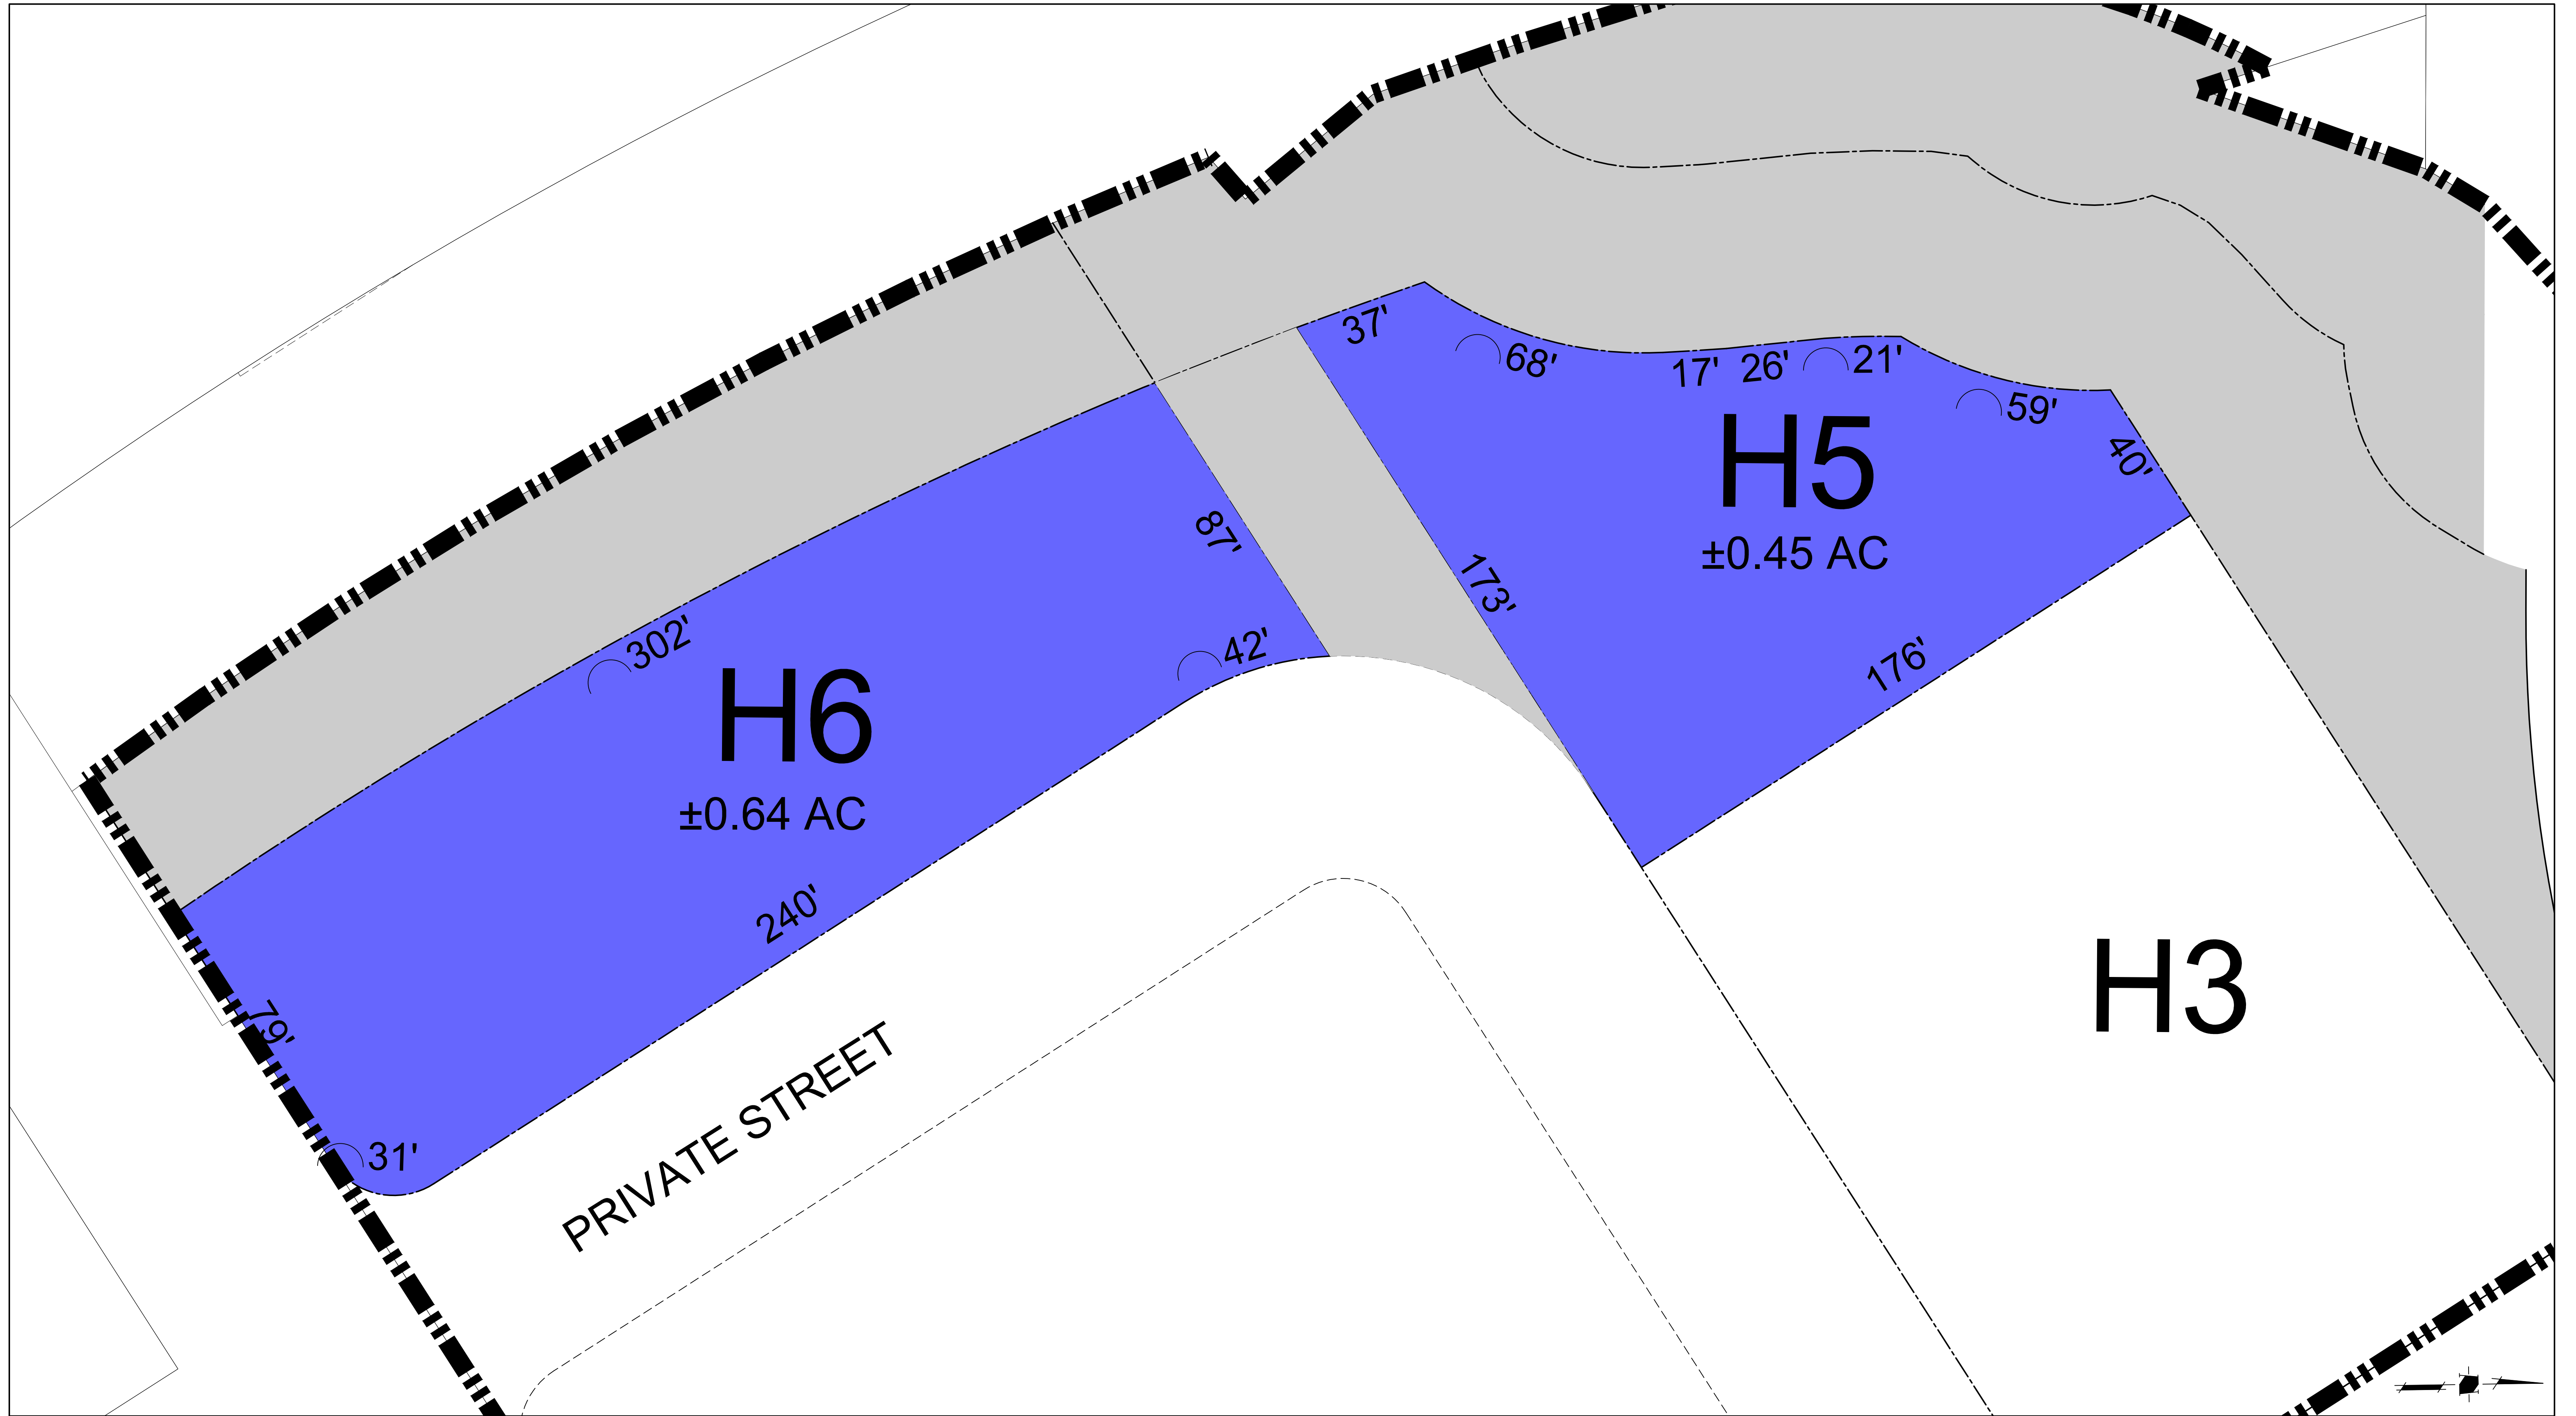 37'
68'
17'
26'
21'
59'
40'
H5
±0.45 AC
87'
173'
176'
302'
42'
H6
±0.64 AC
240'
79'
31'
PRIVATE STREET
H3